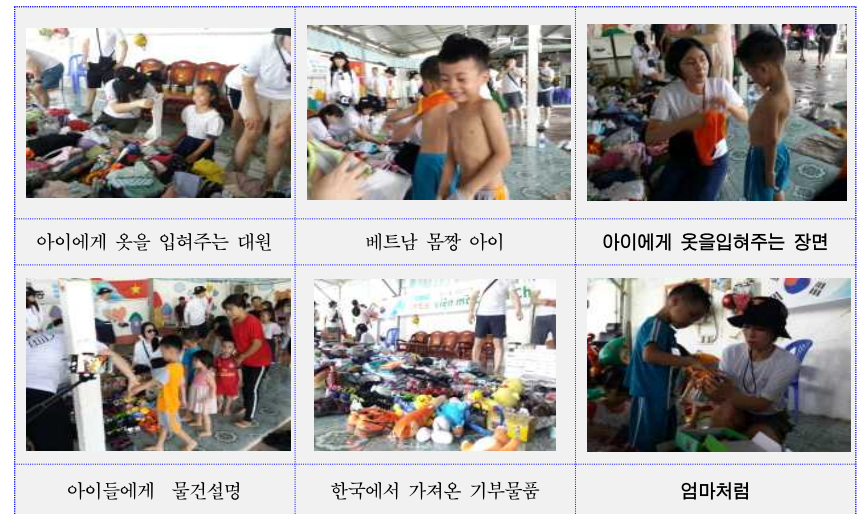 아이에게 옷을 입혀주는 대원
베트남 몸짱 아이
아이에게 옷을입혀주는 장면
아이들에게 물건설명
한국에서 가져온 기부물품
엄마처럼